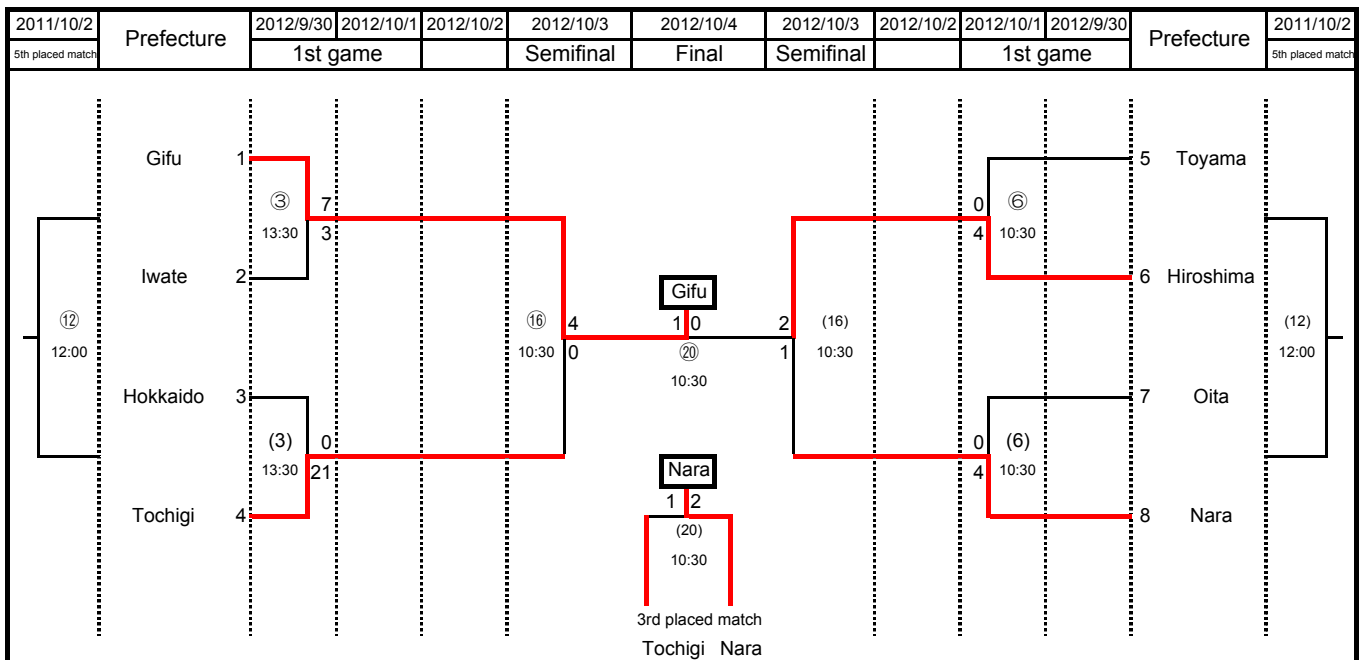 2011/10/2 Prefecture 2012/9/30 2012/10/1 2012/10/2 2012/10/3 2012/10/4 2012/10/3 2012/10/2 2012/10/1 2012/9/30 Prefecture 2011/10/2
5th placed match 1st game Semifinal Final Semifinal 1st game 5th placed match
Gifu 1 5 Toyama
③ 7 0 ⑥
13:30 3 4 10:30
Iwate 2 6 Hiroshima
Gifu
⑫ ⑯ 4 1 0 2 (16) (12)
12:00 10:30 0 ⑳ 1 10:30 12:00
10:30
Hokkaido 3 7 Oita
(3) 0 0 (6)
13:30 21 4 10:30
Nara
1 2
Tochigi 4 8 Nara
(20)
10:30
3rd placed match
Tochigi Nara